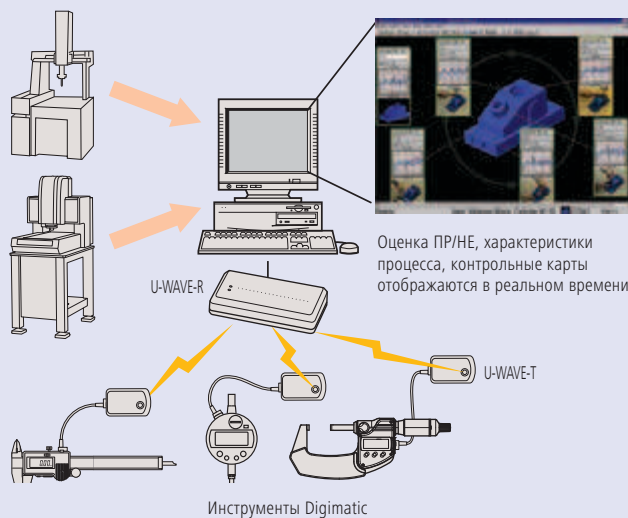 Оценка ПР/НЕ, характеристики
процесса, контрольные карты
отображаются в реальном времени
U-WAVE-R
U-WAVE-T
Инструменты Digimatic